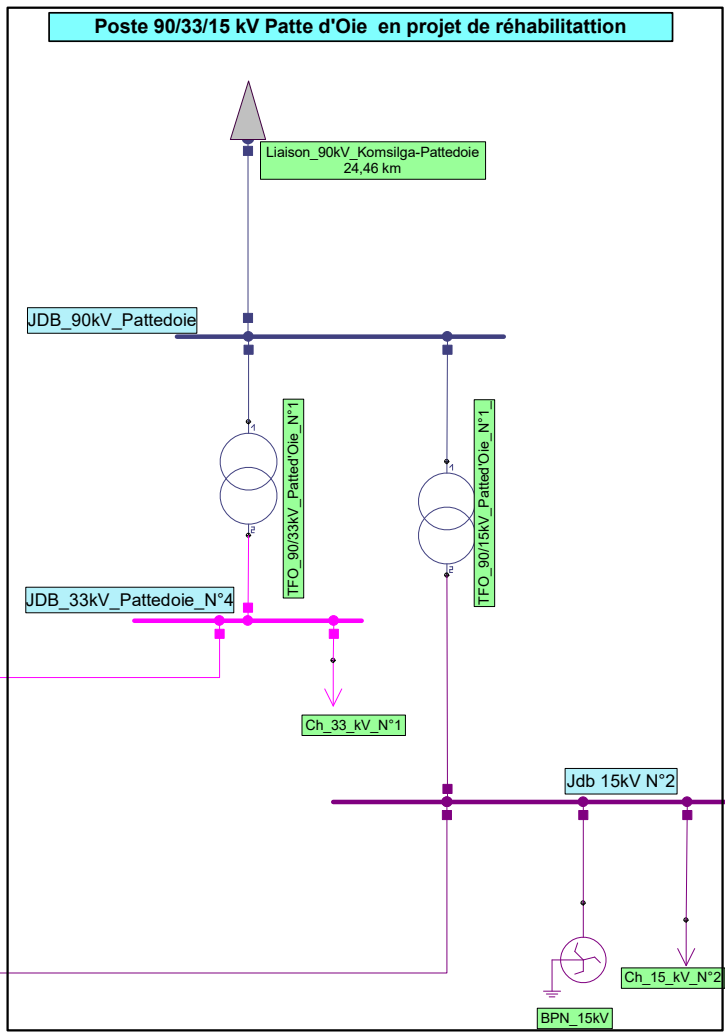 Poste 90/33/15 kV Patte d'Oie en projet de réhabilitattion
Liaison_90kV_Komsilga-Pattedoie
24,46 km
JDB_90kV_Pattedoie
TFO_90/33kV_Patted'Oie_N°1
TFO_90/15kV_Patted'Oie_N°1_
1
2
1
2
JDB_33kV_Pattedoie_N°4
Ch_33_kV_N°1
Jdb 15kV N°2
Ch_15_kV_N°2
BPN_15kV